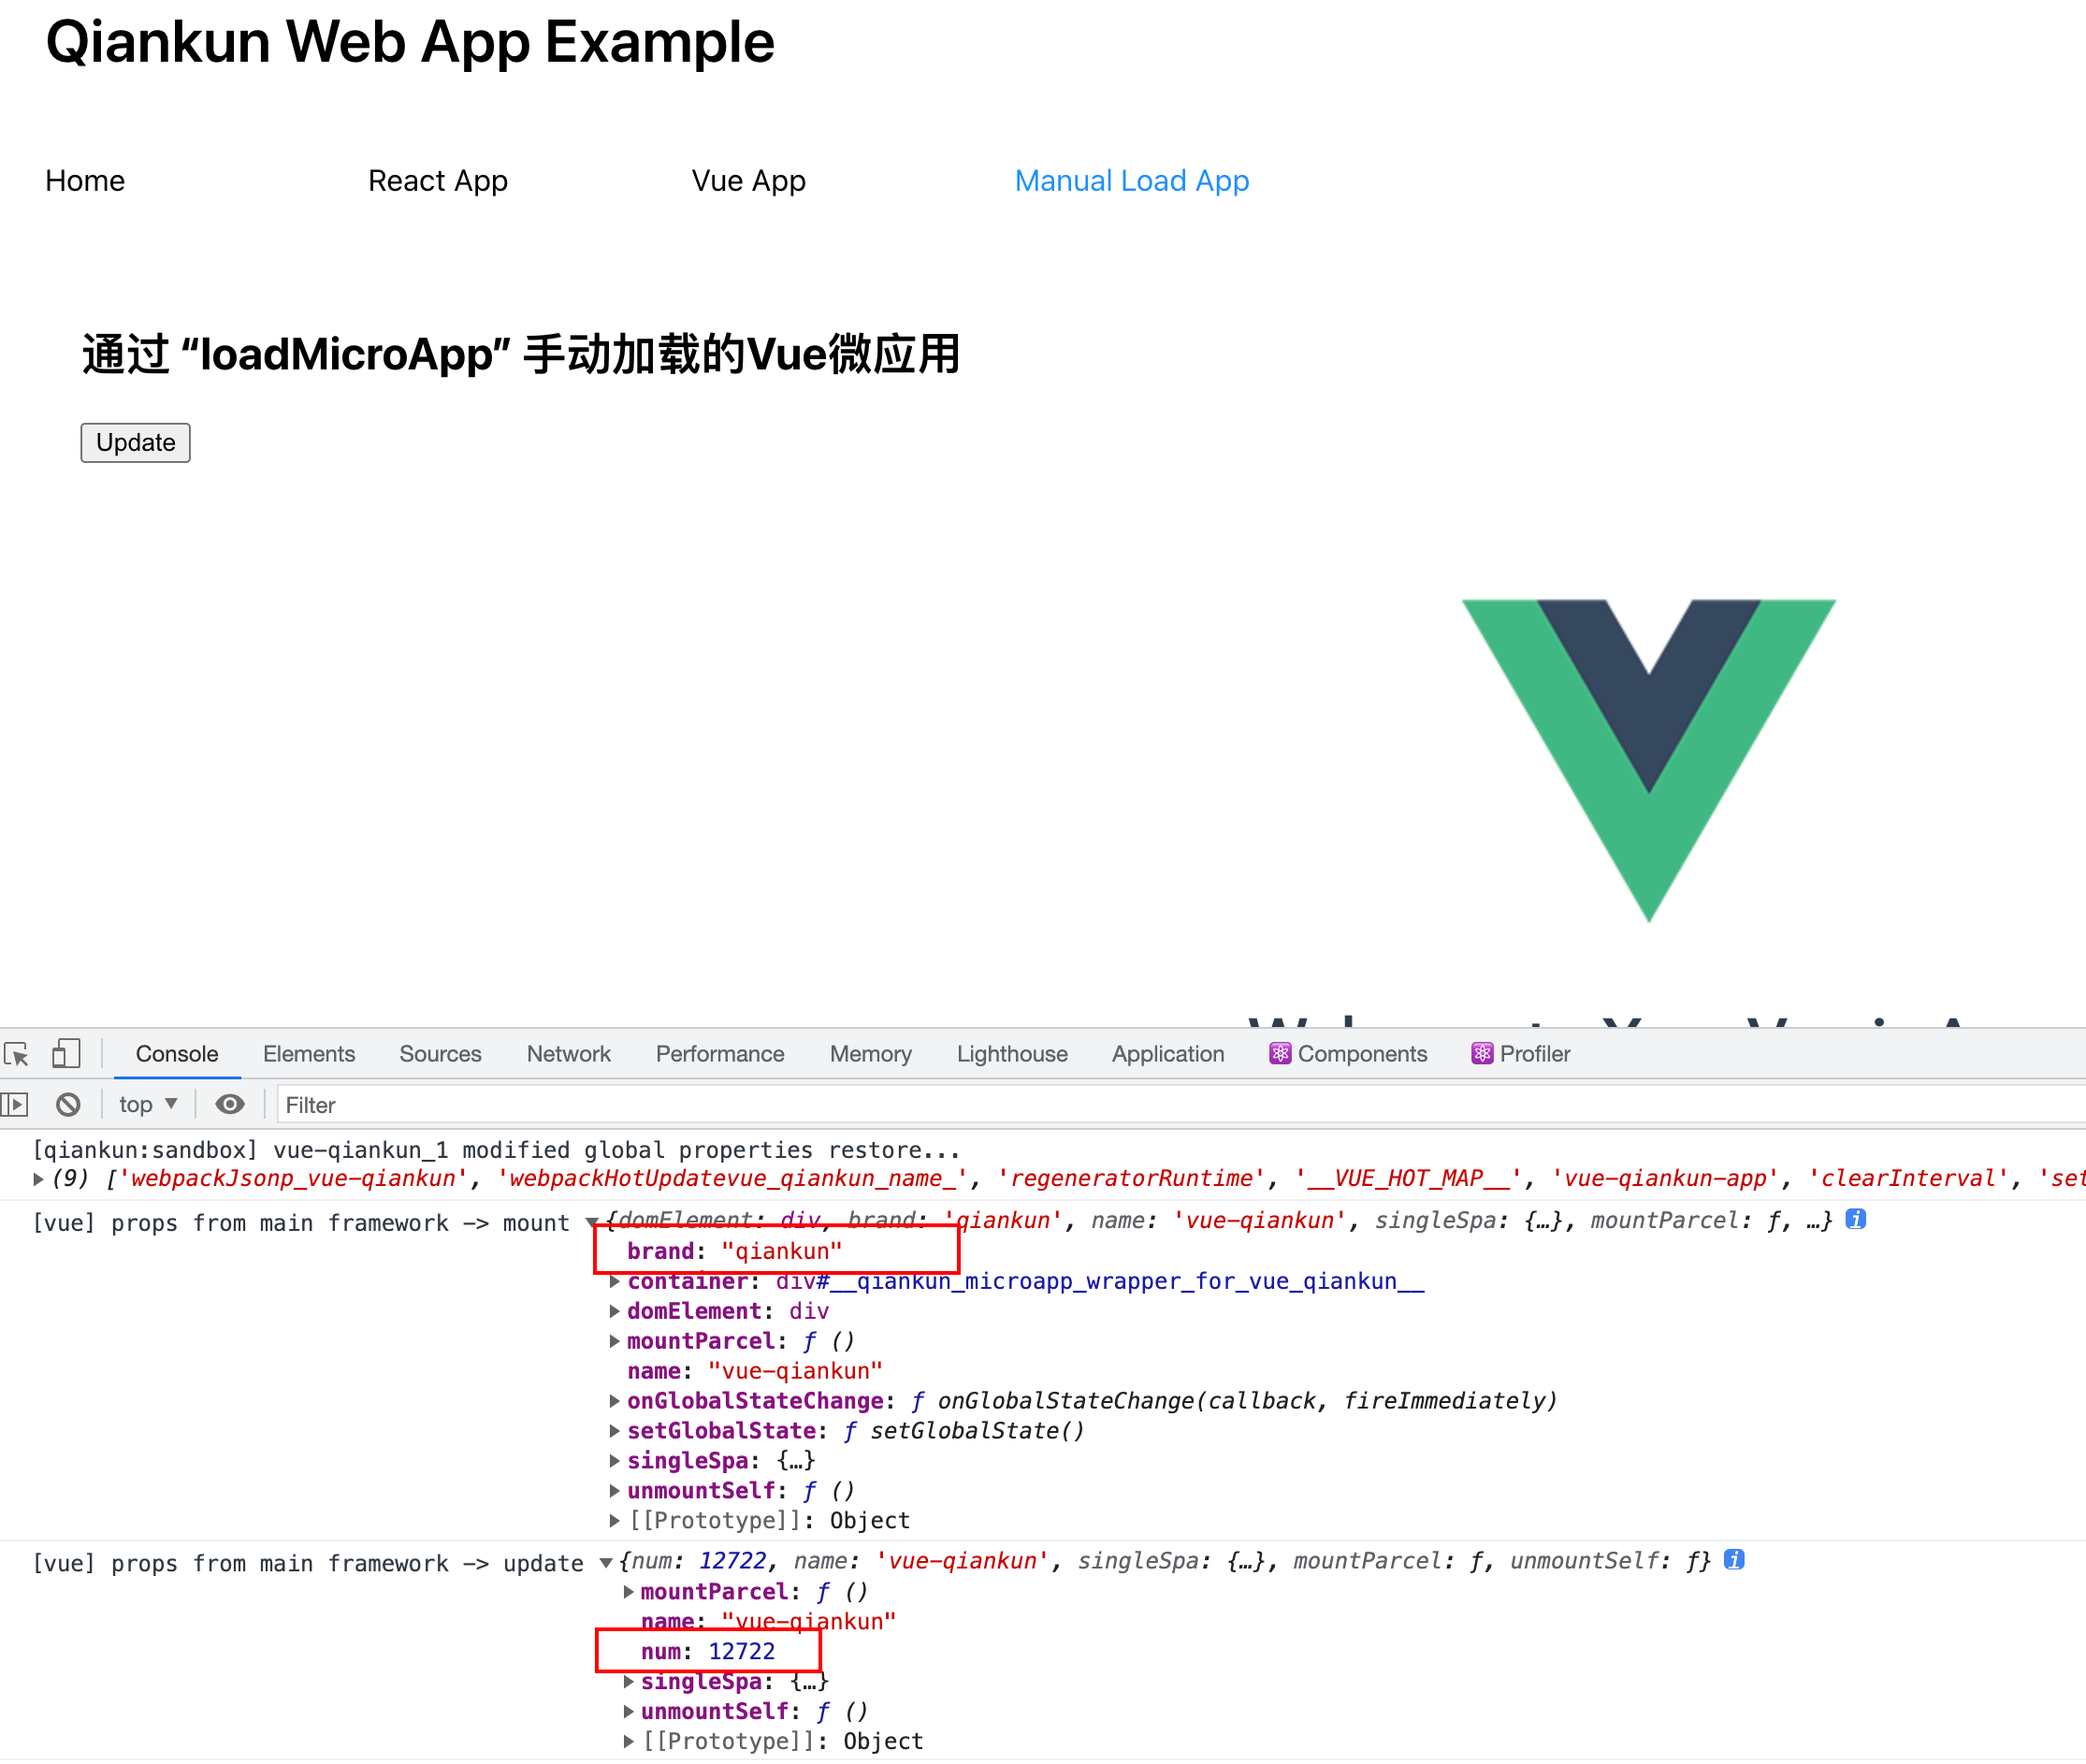 Qiankun Web App Example
Home React App Vue App Manual Load App
通过 “loadMicroApp” 手动加载的Vue微应用
Update
Console Elements Sources Network Performance Memory Lighthouse Application Components Profiler
top ▼ Filter
[qiankun:sandbox] vue-qiankun_1 modified global properties restore...
▶(9) ['webpackJsonp_vue-qiankun', 'webpackHotUpdatevue_qiankun_name_', 'regeneratorRuntime', '__VUE_HOT_MAP__', 'vue-qiankun-app', 'clearInterval', 'set
[vue] props from main framework -> mount ▼{domElement: div, brand: 'qiankun', name: 'vue-qiankun', singleSpa: {…}, mountParcel: ƒ, …} i
brand: "qiankun"
▶container: div#__qiankun_microapp_wrapper_for_vue_qiankun__
▶domElement: div
▶mountParcel: ƒ ()
name: "vue-qiankun"
▶onGlobalStateChange: ƒ onGlobalStateChange(callback, fireImmediately)
▶setGlobalState: ƒ setGlobalState()
▶singleSpa: {…}
▶unmountSelf: ƒ ()
▶[[Prototype]]: Object
[vue] props from main framework -> update ▼{num: 12722, name: 'vue-qiankun', singleSpa: {…}, mountParcel: ƒ, unmountSelf: ƒ} i
▶mountParcel: ƒ ()
name: "vue-qiankun"
num: 12722
▶singleSpa: {…}
▶unmountSelf: ƒ ()
▶[[Prototype]]: Object